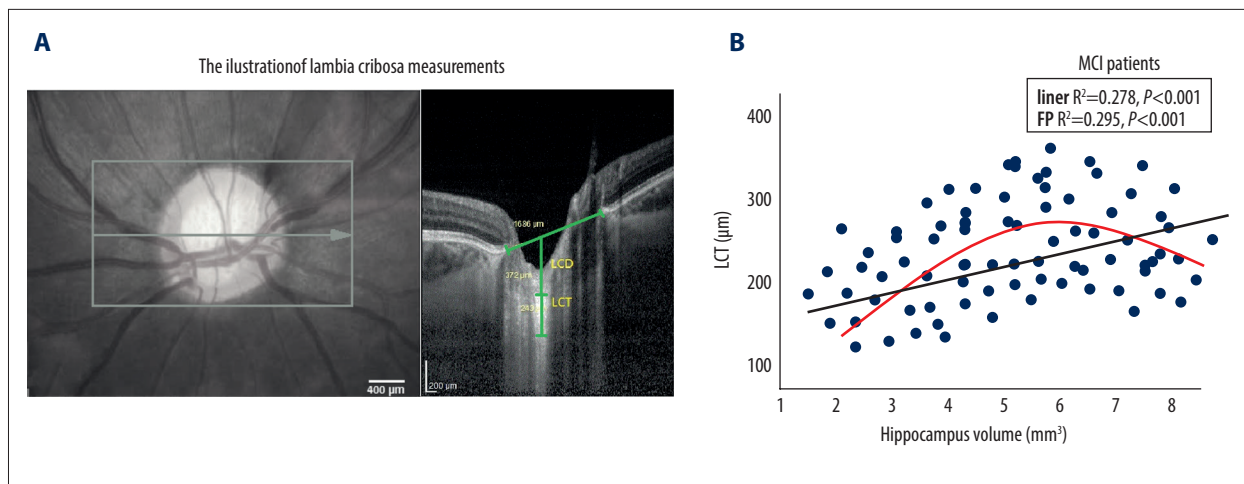 A
The ilustrationof lambia cribosa measurements
1686 µm
372 µm
LCD
LCT
400 µm
200 µm
B
MCI patients
liner R²=0.278, P<0.001
FP R²=0.295, P<0.001
LCT (µm)
400
300
200
100
1 2 3 4 5 6 7 8
Hippocampus volume (mm³)